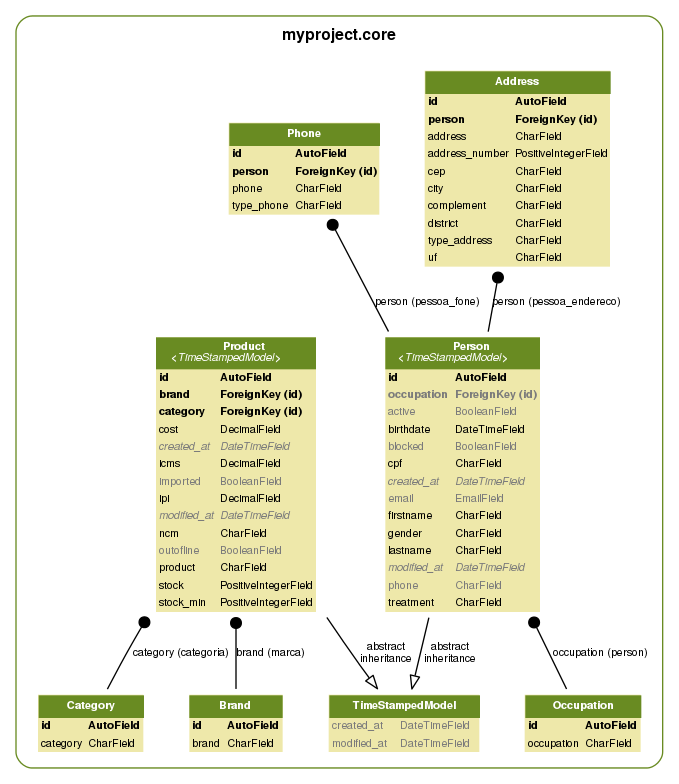 myproject.core
Address
id AutoField
person ForeignKey (id)
address CharField
address_number PositiveIntegerField
cep CharField
city CharField
complement CharField
district CharField
type_address CharField
uf CharField
Phone
id AutoField
person ForeignKey (id)
phone CharField
type_phone CharField
person (pessoa_fone)
person (pessoa_endereco)
Product
<TimeStampedModel>
id AutoField
brand ForeignKey (id)
category ForeignKey (id)
cost DecimalField
created_at DateTimeField
icms DecimalField
imported BooleanField
ipi DecimalField
modified_at DateTimeField
ncm CharField
outofline BooleanField
product CharField
stock PositiveIntegerField
stock_min PositiveIntegerField
Person
<TimeStampedModel>
id AutoField
occupation ForeignKey (id)
active BooleanField
birthdate DateTimeField
blocked BooleanField
cpf CharField
created_at DateTimeField
email EmailField
firstname CharField
gender CharField
lastname CharField
modified_at DateTimeField
phone CharField
treatment CharField
category (categoria)
brand (marca)
abstract
inheritance
abstract
inheritance
occupation (person)
Category
id AutoField
category CharField
Brand
id AutoField
brand CharField
TimeStampedModel
created_at DateTimeField
modified_at DateTimeField
Occupation
id AutoField
occupation CharField